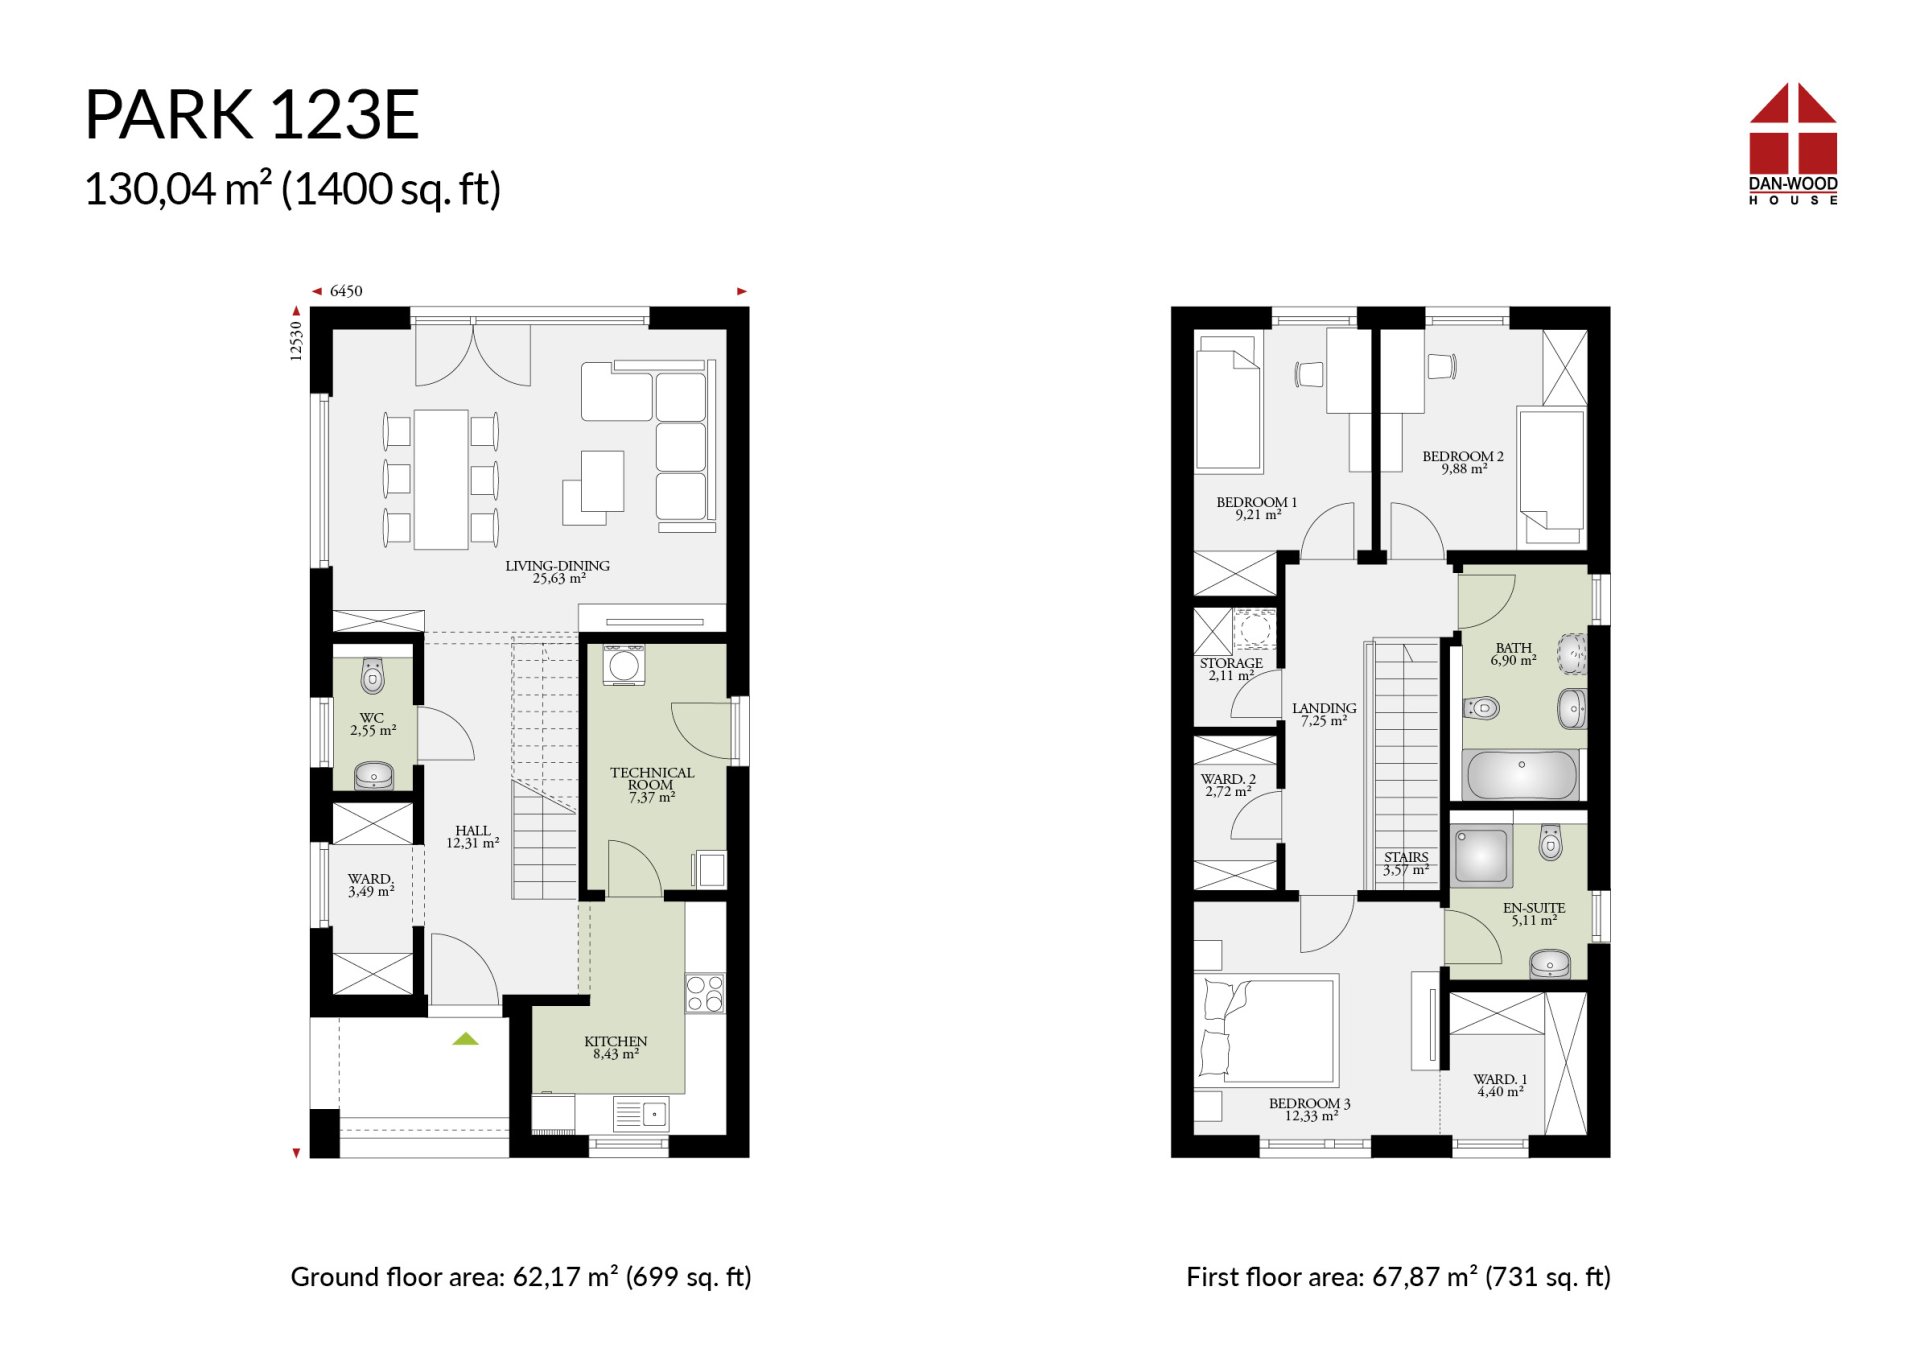 PARK 123E
130,04 m² (1400 sq. ft)
DAN-WOOD
HOUSE
6450
12530
LIVING-DINING
25,63 m²
WC
2,55 m²
TECHNICAL
ROOM
7,37 m²
HALL
12,31 m²
WARD.
3,49 m²
KITCHEN
8,43 m²
Ground floor area: 62,17 m² (699 sq. ft)
BEDROOM 1
9,21 m²
BEDROOM 2
9,88 m²
STORAGE
2,11 m²
BATH
6,90 m²
LANDING
7,25 m²
WARD. 2
2,72 m²
STAIRS
3,57 m²
EN-SUITE
5,11 m²
BEDROOM 3
12,33 m²
WARD. 1
4,40 m²
First floor area: 67,87 m² (731 sq. ft)